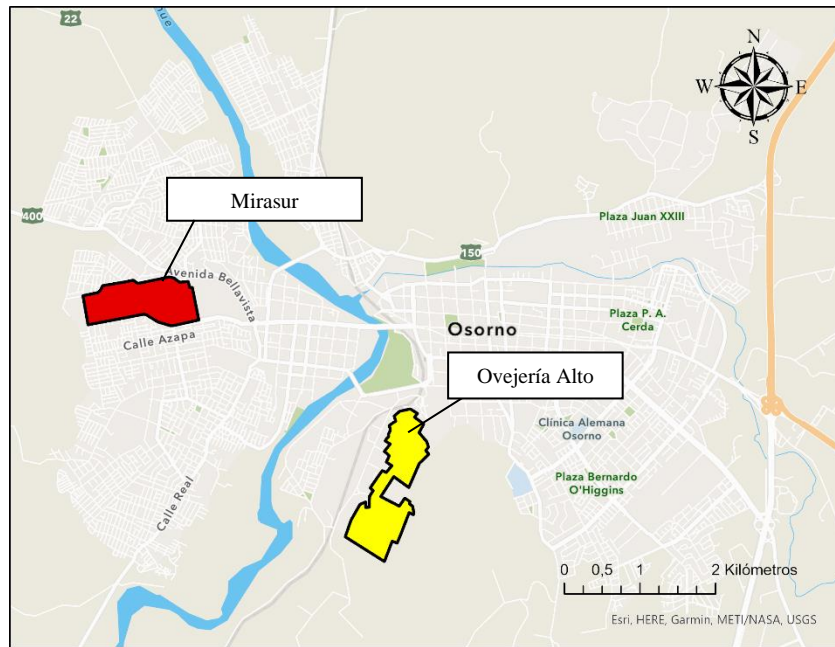 22
hue
N
W
E
S
Mirasur
Plaza Juan XXIII
400
150
Avenida Bellavista
Plaza P. A.
Cerda
Osorno
Calle Azapa
Ovejería Alto
Clínica Alemana
Osorno
Plaza Bernardo
O'Higgins
Calle Real
0 0,5 1 2 Kilómetros
Esri, HERE, Garmin, METI/NASA, USGS